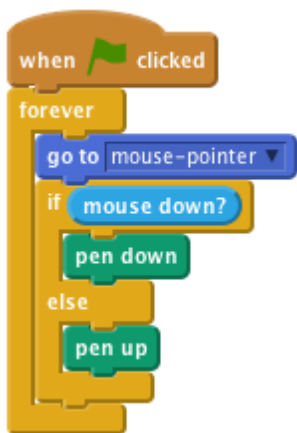 when clicked
forever
go to mouse-pointer
if mouse down?
pen down
else
pen up